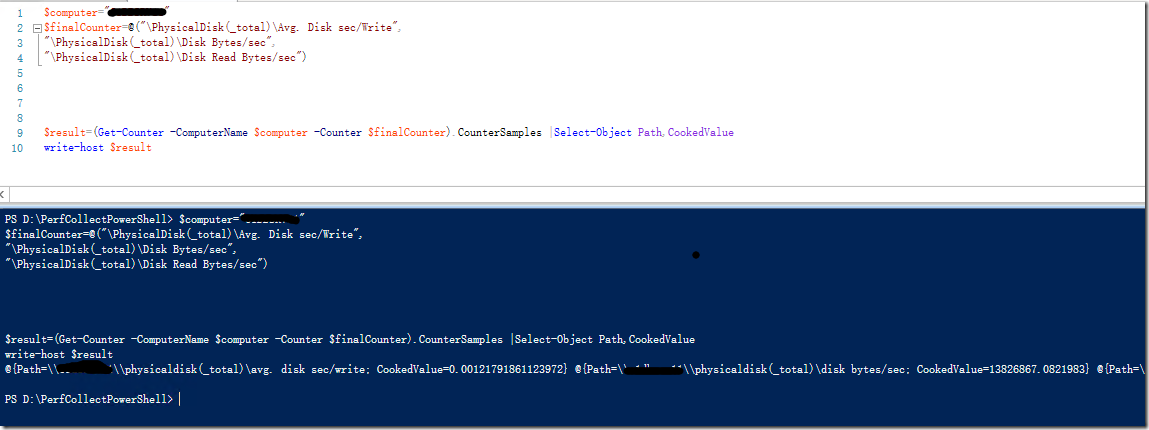 1 $computer=""
2 $finalCounter=@("\PhysicalDisk(_total)\Avg. Disk sec/Write",
3 "\PhysicalDisk(_total)\Disk Bytes/sec",
4 "\PhysicalDisk(_total)\Disk Read Bytes/sec")
5
6
7
8
9 $result=(Get-Counter -ComputerName $computer -Counter $finalCounter).CounterSamples |Select-Object Path,CookedValue
10 write-host $result
PS D:\PerfCollectPowerShell> $computer=""
$finalCounter=@("\PhysicalDisk(_total)\Avg. Disk sec/Write",
"\PhysicalDisk(_total)\Disk Bytes/sec",
"\PhysicalDisk(_total)\Disk Read Bytes/sec")
$result=(Get-Counter -ComputerName $computer -Counter $finalCounter).CounterSamples |Select-Object Path,CookedValue
write-host $result
@{Path=\\\\physicaldisk(_total)\avg. disk sec/write; CookedValue=0.00121791861123972} @{Path=\\\\physicaldisk(_total)\disk bytes/sec; CookedValue=13826867.0821983} @{Path=\
PS D:\PerfCollectPowerShell>